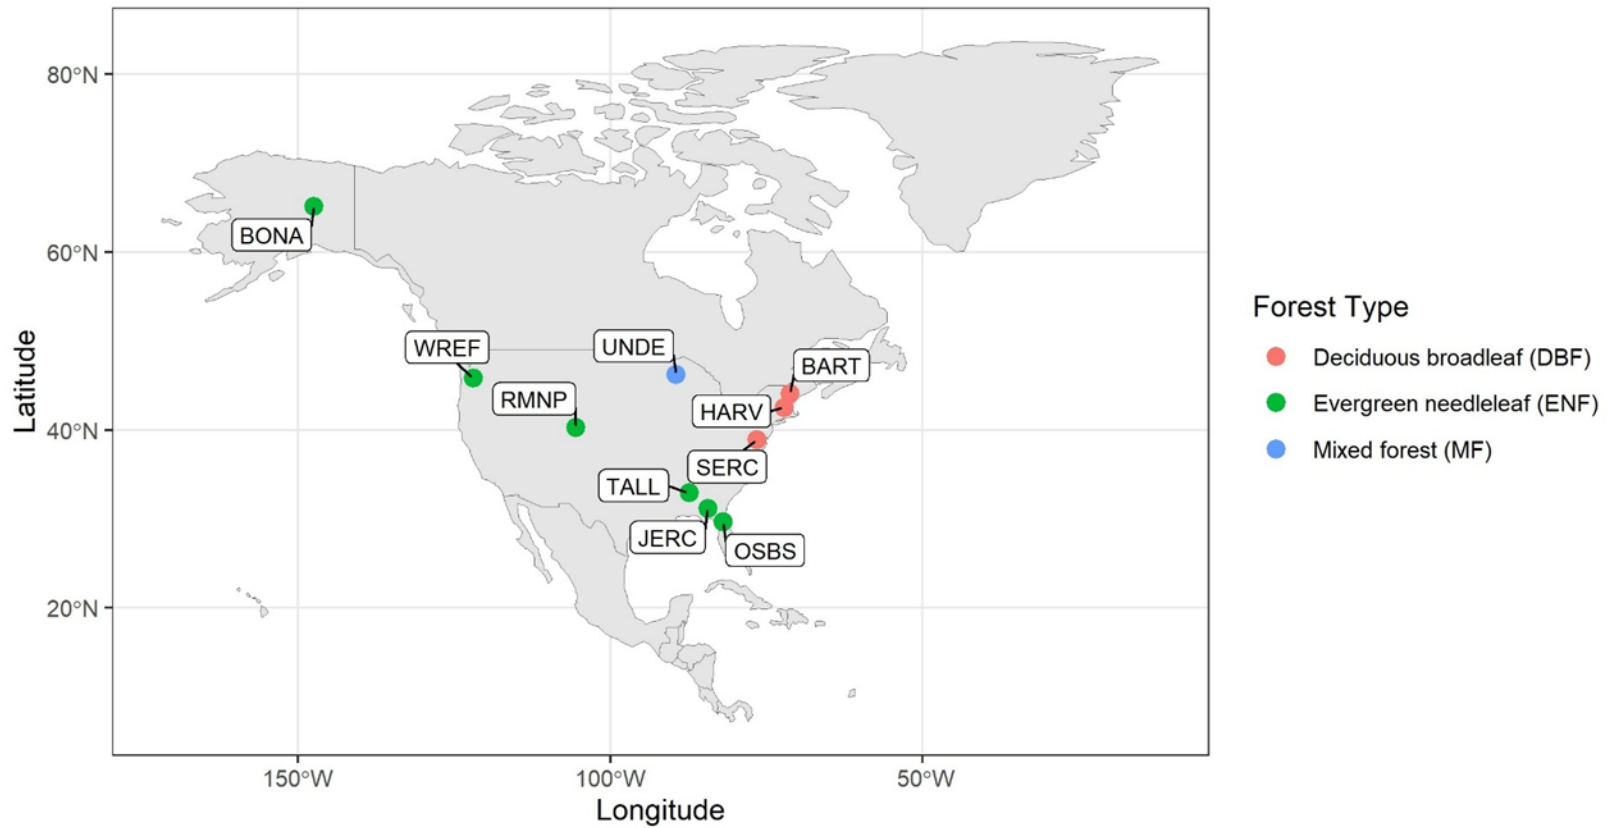 80°N
60°N
40°N
20°N
Latitude
BONA
WREF
UNDE
BART
RMNP
HARV
SERC
TALL
JERC
OSBS
150°W
100°W
50°W
Longitude
Forest Type
Deciduous broadleaf (DBF)
Evergreen needleleaf (ENF)
Mixed forest (MF)